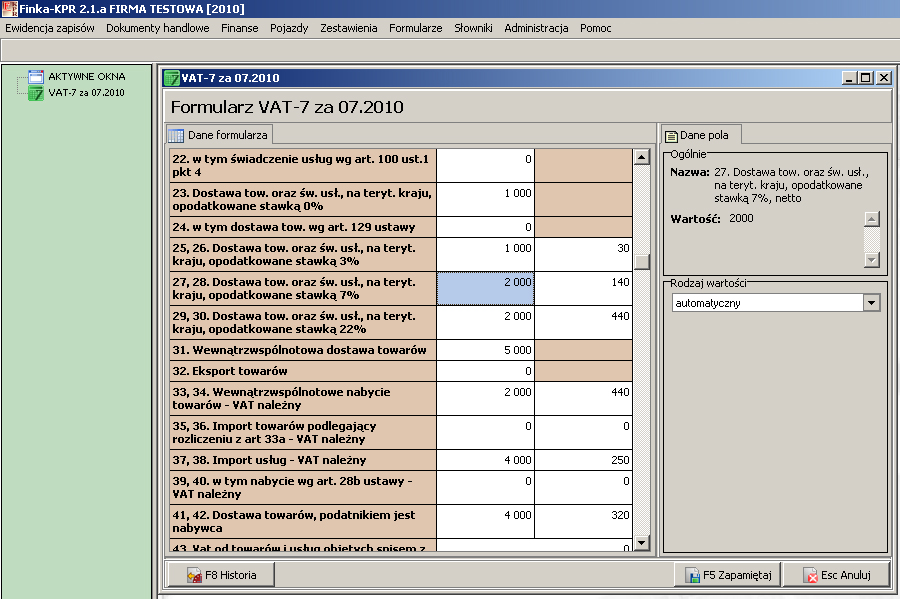 Finka-KPR 2.1.a FIRMA TESTOWA [2010]
Ewidencja zapisów Dokumenty handlowe Finanse Pojazdy Zestawienia Formularze Słowniki Administracja Pomoc
AKTYWNE OKNA
VAT-7 za 07.2010
VAT-7 za 07.2010
Formularz VAT-7 za 07.2010
Dane formularza
22. w tym świadczenie usług wg art. 100 ust.1
pkt 4
0
23. Dostawa tow. oraz św. usł., na teryt. kraju,
opodatkowane stawką 0%
1 000
24. w tym dostawa tow. wg art. 129 ustawy
0
25, 26. Dostawa tow. oraz św. usł., na teryt.
kraju, opodatkowane stawką 3%
1 000 30
27, 28. Dostawa tow. oraz św. usł., na teryt.
kraju, opodatkowane stawką 7%
2 000 140
29, 30. Dostawa tow. oraz św. usł., na teryt.
kraju, opodatkowane stawką 22%
2 000 440
31. Wewnątrzwspólnotowa dostawa towarów
5 000
32. Eksport towarów
0
33, 34. Wewnątrzwspólnotowe nabycie
towarów - VAT należny
2 000 440
35, 36. Import towarów podlegający
rozliczeniu z art 33a - VAT należny
0 0
37, 38. Import usług - VAT należny
4 000 250
39, 40. w tym nabycie wg art. 28b ustawy -
VAT należny
0 0
41, 42. Dostawa towarów, podatnikiem jest
nabywca
4 000 320
43. Vat od towarów i usług objętych spisem z
0
Dane pola
Ogólnie
Nazwa: 27. Dostawa tow. oraz św. usł.,
na teryt. kraju, opodatkowane
stawką 7%, netto
Wartość: 2000
Rodzaj wartości
automatyczny
F8 Historia
F5 Zapamiętaj
Esc Anuluj